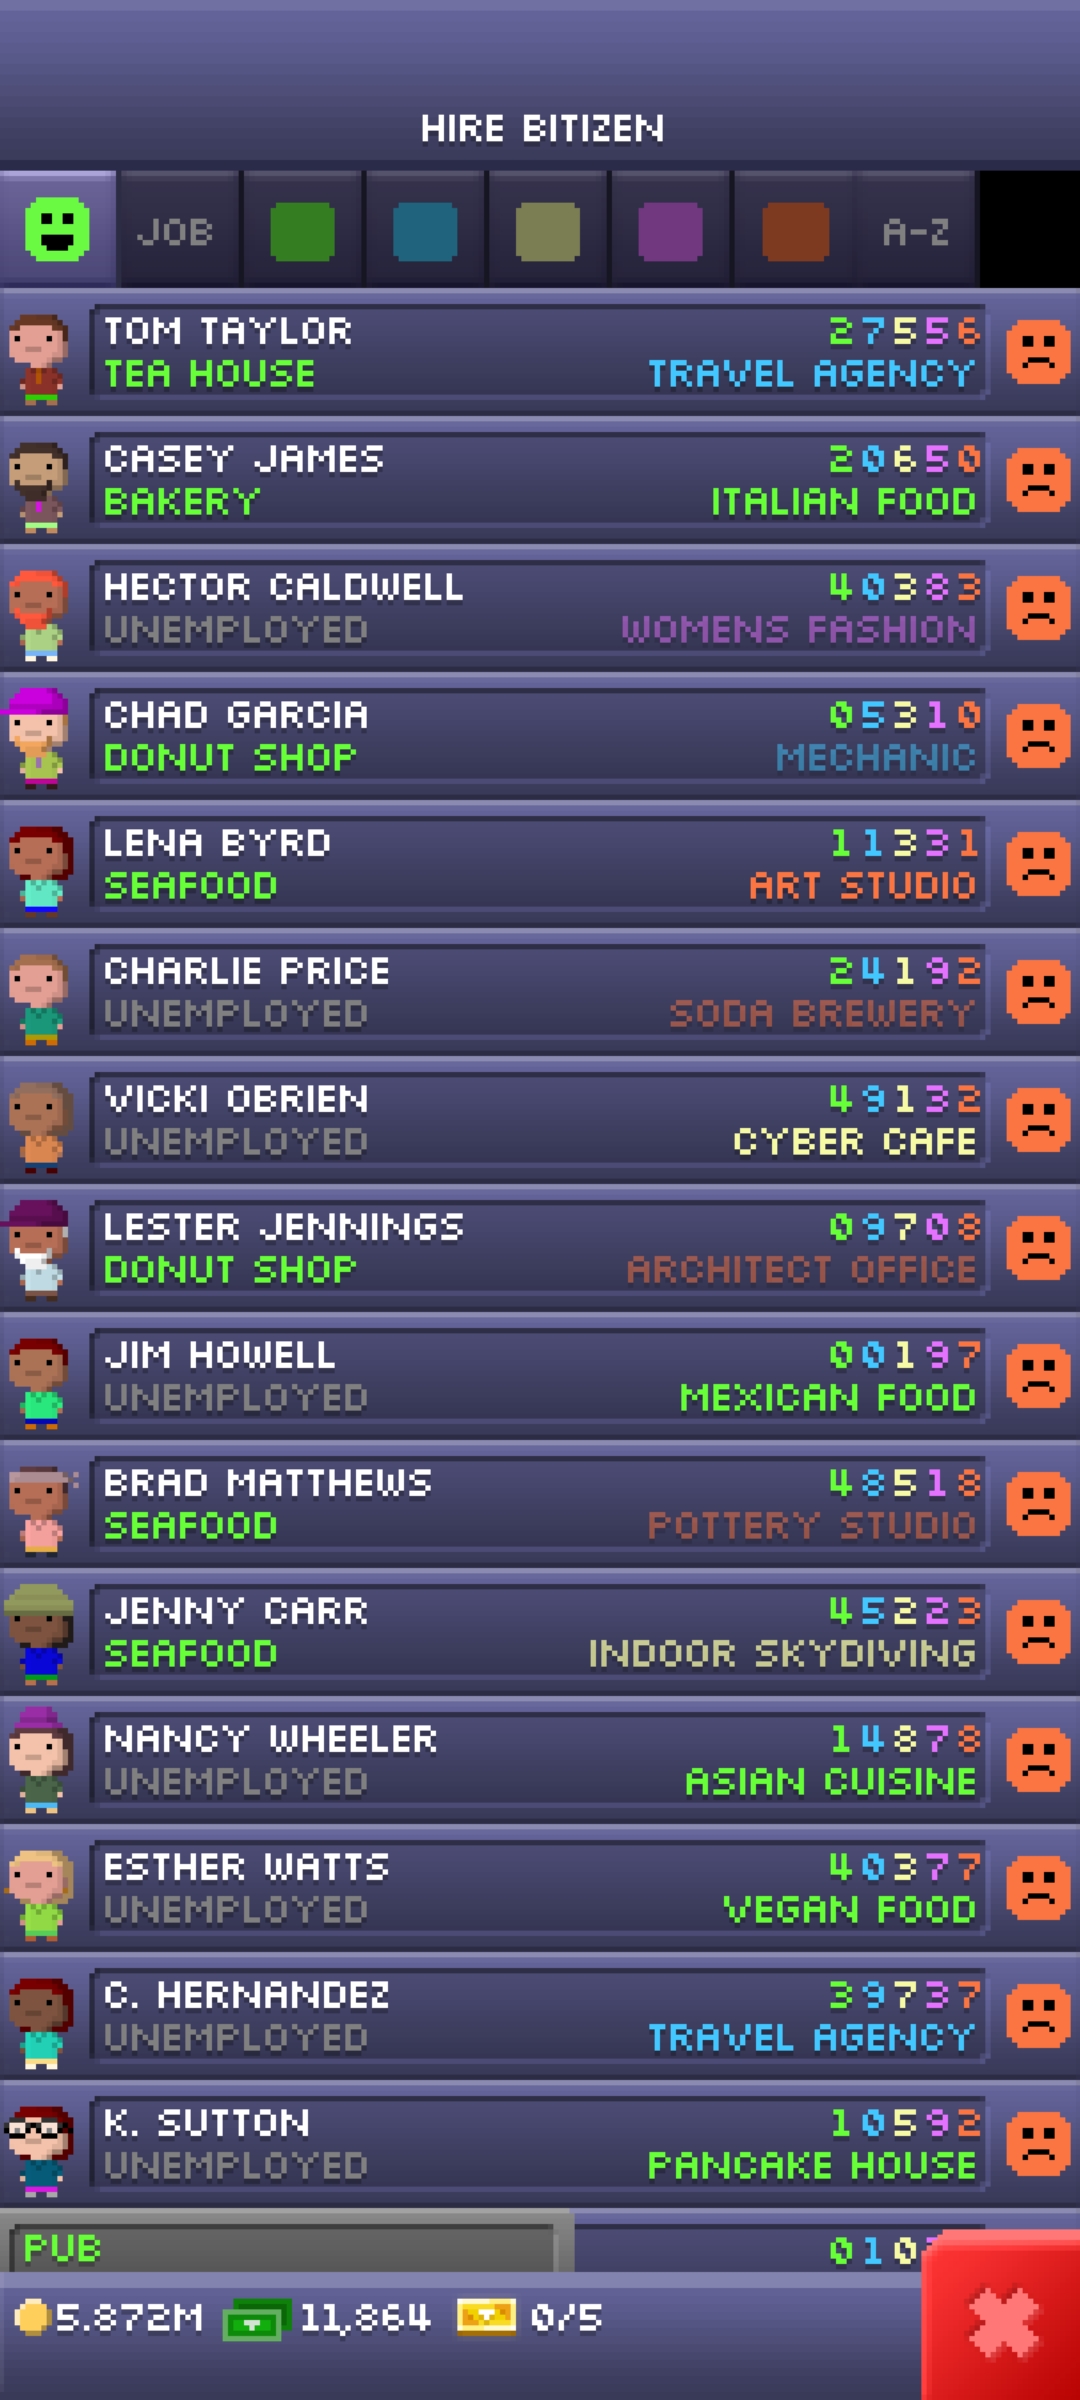 HIRE BITIZEN
JOB A-Z
TOM TAYLOR 27556
TEA HOUSE TRAVEL AGENCY
CASEY JAMES 20650
BAKERY ITALIAN FOOD
HECTOR CALDWELL 40383
UNEMPLOYED WOMENS FASHION
CHAD GARCIA 05310
DONUT SHOP MECHANIC
LENA BYRD 11331
SEAFOOD ART STUDIO
CHARLIE PRICE 24192
UNEMPLOYED SODA BREWERY
VICKI OBRIEN 49132
UNEMPLOYED CYBER CAFE
LESTER JENNINGS 09708
DONUT SHOP ARCHITECT OFFICE
JIM HOWELL 00197
UNEMPLOYED MEXICAN FOOD
BRAD MATTHEWS 48518
SEAFOOD POTTERY STUDIO
JENNY CARR 45223
SEAFOOD INDOOR SKYDIVING
NANCY WHEELER 14878
UNEMPLOYED ASIAN CUISINE
ESTHER WATTS 40377
UNEMPLOYED VEGAN FOOD
C. HERNANDEZ 39737
UNEMPLOYED TRAVEL AGENCY
K. SUTTON 10592
UNEMPLOYED PANCAKE HOUSE
PUB 010
5.872M 11,864 0/5